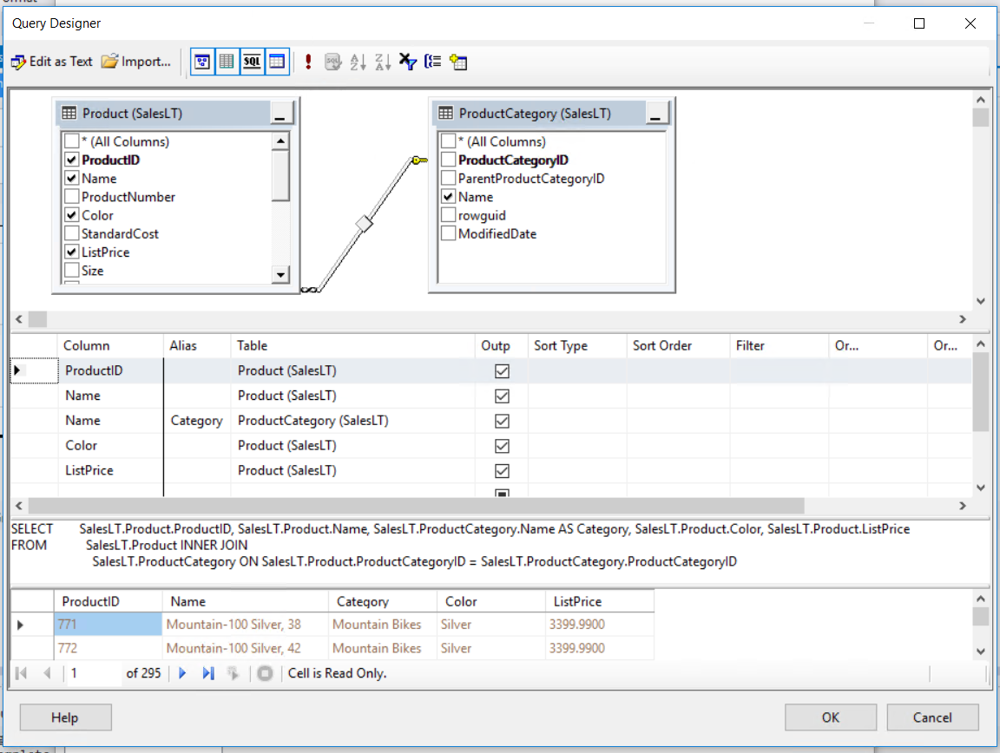 Query Designer
Edit as Text Import...
Product (SalesLT)
* (All Columns)
ProductID
Name
ProductNumber
Color
StandardCost
ListPrice
Size
ProductCategory (SalesLT)
* (All Columns)
ProductCategoryID
ParentProductCategoryID
Name
rowguid
ModifiedDate
Column Alias Table Outp Sort Type Sort Order Filter Or... Or...
ProductID Product (SalesLT)
Name Product (SalesLT)
Name Category ProductCategory (SalesLT)
Color Product (SalesLT)
ListPrice Product (SalesLT)
SELECT SalesLT.Product.ProductID, SalesLT.Product.Name, SalesLT.ProductCategory.Name AS Category, SalesLT.Product.Color, SalesLT.Product.ListPrice
FROM SalesLT.Product INNER JOIN
SalesLT.ProductCategory ON SalesLT.Product.ProductCategoryID = SalesLT.ProductCategory.ProductCategoryID
ProductID Name Category Color ListPrice
771 Mountain-100 Silver, 38 Mountain Bikes Silver 3399.9900
772 Mountain-100 Silver, 42 Mountain Bikes Silver 3399.9900
1 of 295 Cell is Read Only.
Help OK Cancel